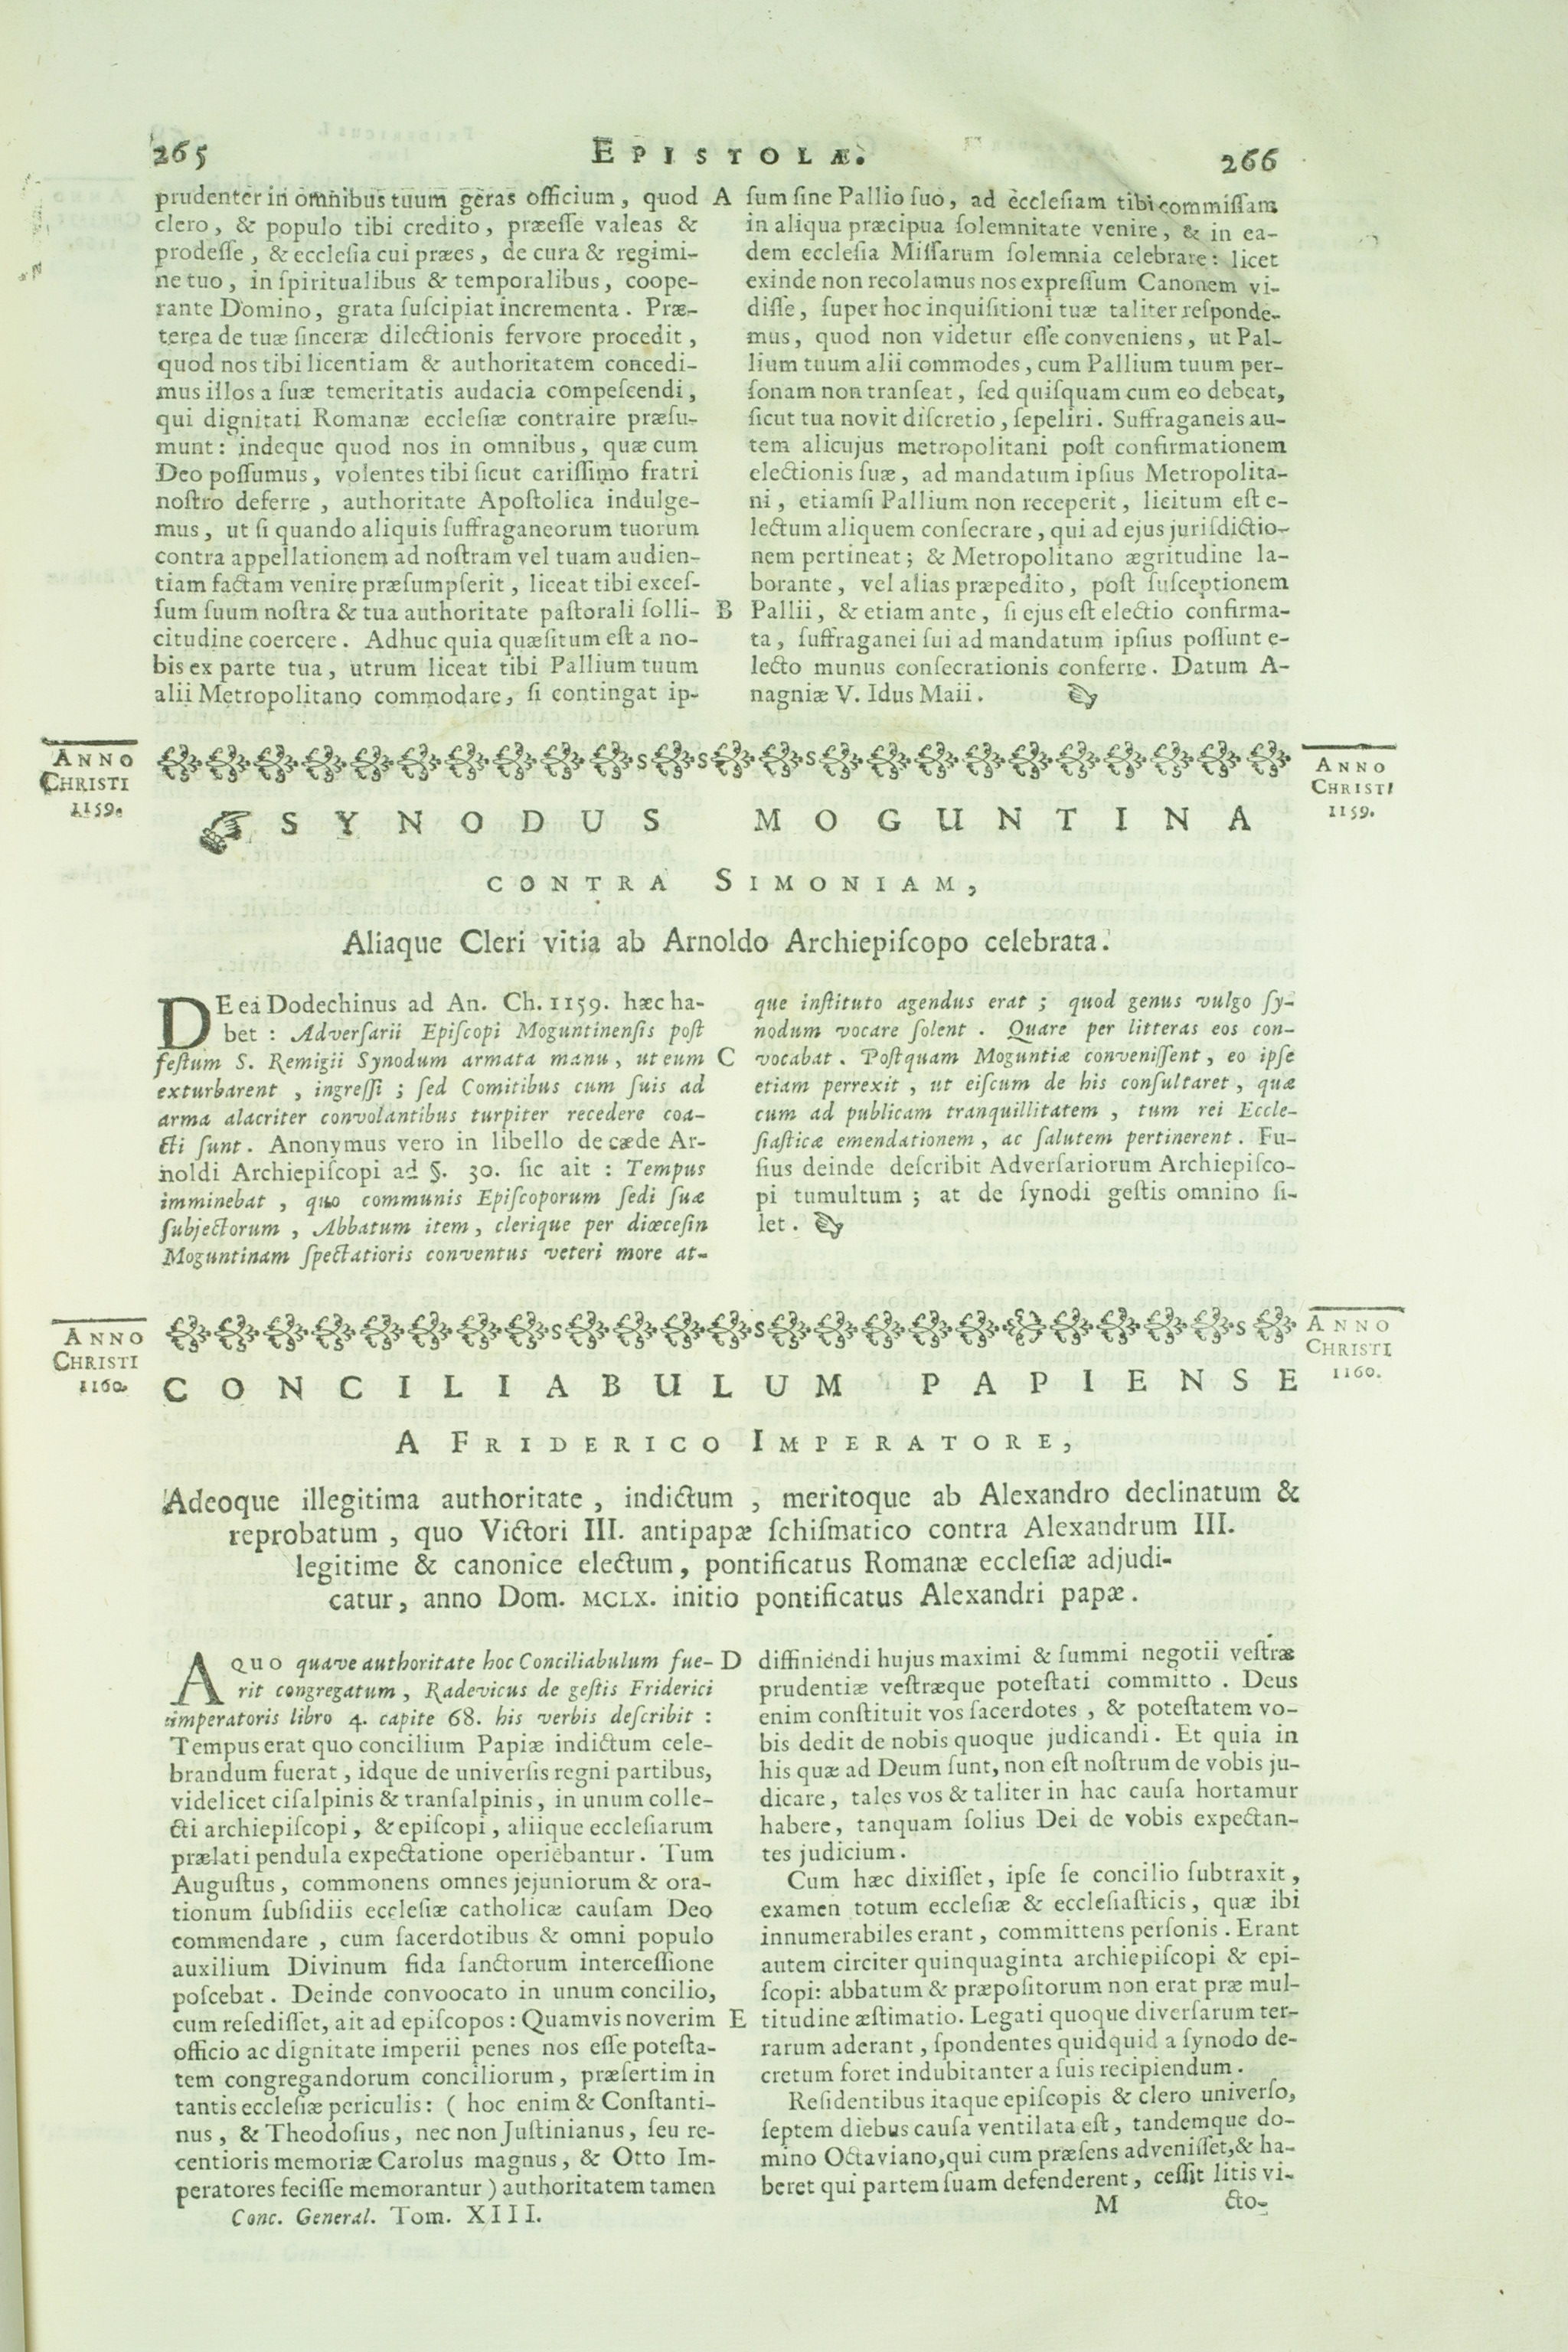 265
EPISTOLÆ.
266
prudenter in omnibus tuum geras officium, quod
clero, & populo tibi credito, præesse valeas &
prodesse, & ecclesia cui præes, de cura & regimi-
ne tuo, in spiritualibus & temporalibus, coope-
rante Domino, grata suscipiat incrementa. Præ-
terea de tuæ sinceræ dilectionis fervore procedit,
quod nos tibi licentiam & authoritatem concedi-
mus illos a suæ temeritatis audacia compescendi,
qui dignitati Romanæ ecclesiæ contraire præsu-
munt: indeque quod nos in omnibus, quæ cum
Deo possumus, volentes tibi sicut carissimo fratri
nostro deferre, authoritate Apostolica indulge-
mus, ut si quando aliquis suffraganeorum tuorum
contra appellationem ad nostram vel tuam audien-
tiam factam venire præsumpserit, liceat tibi exces-
sum suum nostra & tua authoritate pastorali solli-
citudine coercere. Adhuc quia quæsitum est a no-
bis ex parte tua, utrum liceat tibi Pallium tuum
alii Metropolitano commodare, si contingat ip-
A
B
sum sine Pallio suo, ad ecclesiam tibi commissam
in aliqua præcipua solemnitate venire, & in ea-
dem ecclesia Missarum solemnia celebrare: licet
exinde non recolamus nos expressum Canonem vi-
disse, super hoc inquisitioni tuæ taliter responde-
mus, quod non videtur esse conveniens, ut Pal-
lium tuum alii commodes, cum Pallium tuum per-
sonam non transeat, sed quisquam cum eo debeat,
sicut tua novit discretio, sepeliri. Suffraganeis au-
tem alicujus metropolitani post confirmationem
electionis suæ, ad mandatum ipsius Metropolita-
ni, etiamsi Pallium non receperit, licitum est e-
lectum aliquem consecrare, qui ad ejus jurisdictio-
nem pertineat; & Metropolitano ægritudine la-
borante, vel alias præpedito, post susceptionem
Pallii, & etiam ante, si ejus est electio confirma-
ta, suffraganei sui ad mandatum ipsius possunt e-
lecto munus consecrationis conferre. Datum A-
nagniæ V. Idus Maii.
ANNO
CHRISTI
1159.
ANNO
CHRISTI
1159.
SYNODUS MOGUNTINA
CONTRA SIMONIAM,
Aliaque Cleri vitia ab Arnoldo Archiepiscopo celebrata.
DE ea Dodechinus ad An. Ch. 1159. hæc ha-
bet: Adversarii Episcopi Moguntinensis post
festum S. Remigii Synodum armata manu, ut eum
exturbarent, ingressi; sed Comitibus cum suis ad
arma alacriter convolantibus turpiter recedere coa-
cti sunt. Anonymus vero in libello de cæde Ar-
noldi Archiepiscopi ad §. 30. sic ait: Tempus
imminebat, quo communis Episcoporum sedi suæ
subjectorum, Abbatum item, clerique per diœcesin
Moguntinam spectatioris conventus veteri more at-
C
que instituto agendus erat; quod genus vulgo sy-
nodum vocare solent. Quare per litteras eos con-
vocabat. Postquam Moguntiæ convenissent, eo ipse
etiam perrexit, ut eiscum de his consultaret, quæ
cum ad publicam tranquillitatem, tum rei Eccle-
siasticæ emendationem, ac salutem pertinerent. Fu-
sius deinde describit Adversariorum Archiepisco-
pi tumultum; at de synodi gestis omnino si-
let.
ANNO
CHRISTI
1160.
ANNO
CHRISTI
1160.
CONCILIABULUM PAPIENSE
A FRIDERICO IMPERATORE,
Adeoque illegitima authoritate, indictum, meritoque ab Alexandro declinatum &
reprobatum, quo Victori III. antipapæ schismatico contra Alexandrum III.
legitime & canonice electum, pontificatus Romanæ ecclesiæ adjudi-
catur, anno Dom. MCLX. initio pontificatus Alexandri papæ.
A QUO quave authoritate hoc Conciliabulum fue-
rit congregatum, Radevicus de gestis Friderici
imperatoris libro 4. capite 68. his verbis describit:
Tempus erat quo concilium Papiæ indictum cele-
brandum fuerat, idque de universis regni partibus,
videlicet cisalpinis & transalpinis, in unum colle-
cti archiepiscopi, & episcopi, aliique ecclesiarum
prælati pendula expectatione operiebantur. Tum
Augustus, commonens omnes jejuniorum & ora-
tionum subsidiis ecclesiæ catholicæ causam Deo
commendare, cum sacerdotibus & omni populo
auxilium Divinum fida sanctorum intercessione
poscebat. Deinde convoocato in unum concilio,
cum resedisset, ait ad episcopos: Quamvis noverim
officio ac dignitate imperii penes nos esse potesta-
tem congregandorum conciliorum, præsertim in
tantis ecclesiæ periculis: (hoc enim & Constanti-
nus, & Theodosius, nec non Justinianus, seu re-
centioris memoriæ Carolus magnus, & Otto Im-
peratores fecisse memorantur) authoritatem tamen
D
E
diffiniendi hujus maximi & summi negotii vestræ
prudentiæ vestræque potestati committo. Deus
enim constituit vos sacerdotes, & potestatem vo-
bis dedit de nobis quoque judicandi. Et quia in
his quæ ad Deum sunt, non est nostrum de vobis ju-
dicare, tales vos & taliter in hac causa hortamur
habere, tanquam solius Dei de vobis expectan-
tes judicium.
Cum hæc dixisset, ipse se concilio subtraxit,
examen totum ecclesiæ & ecclesiasticis, quæ ibi
innumerabiles erant, committens personis. Erant
autem circiter quinquaginta archiepiscopi & epi-
scopi: abbatum & præpositorum non erat præ mul-
titudine æstimatio. Legati quoque diversarum ter-
rarum aderant, spondentes quidquid a synodo de-
cretum foret indubitanter a suis recipiendum.
Residentibus itaque episcopis & clero universo,
septem diebus causa ventilata est, tandemque do-
mino Octaviano, qui cum præsens advenisset, & ha-
beret qui partem suam defenderent, cessit litis vi-
Conc. General. Tom. XIII.
M
cto-